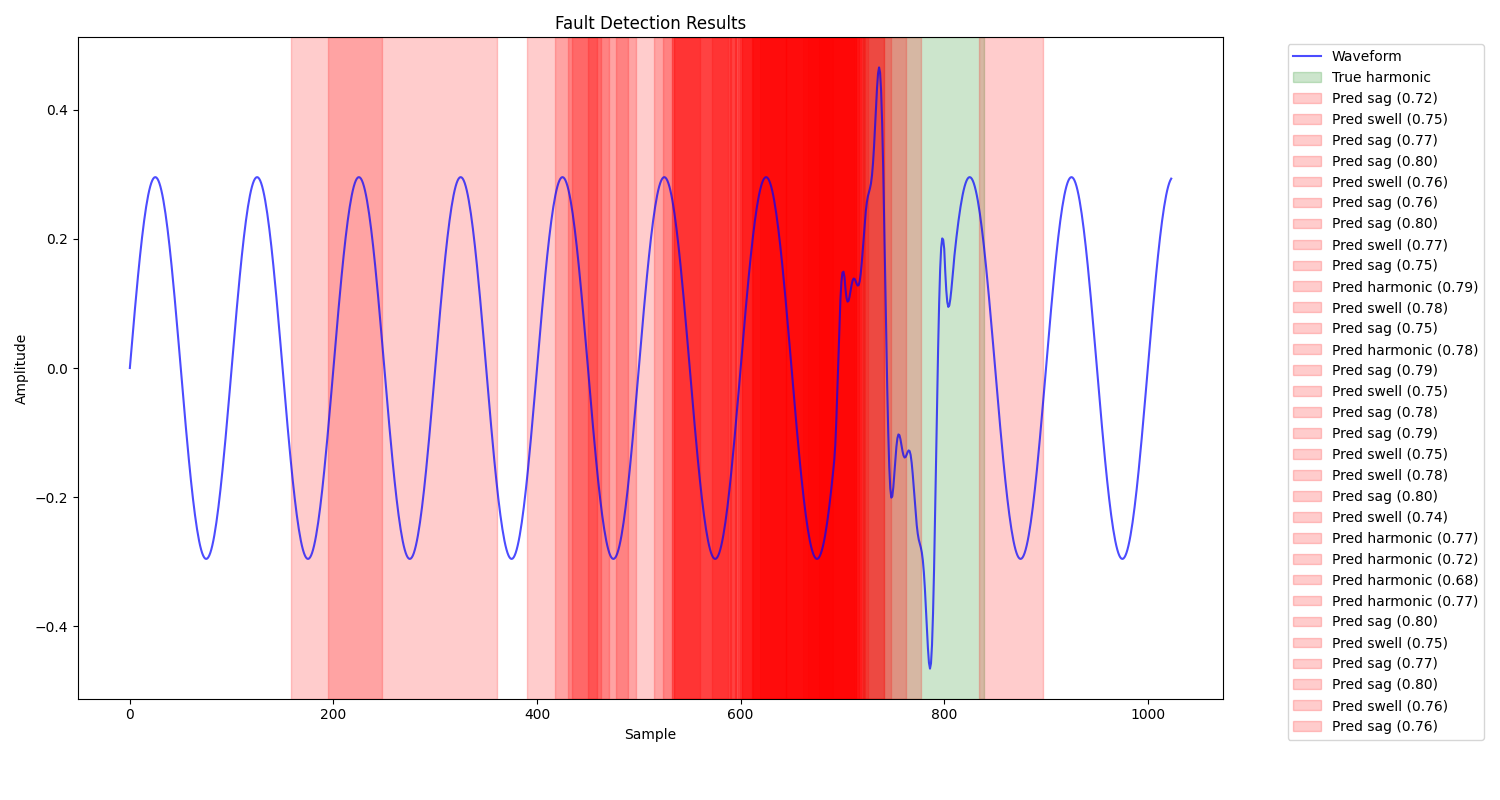 Fault Detection Results
0.4
0.2
0.0
−0.2
−0.4
Amplitude
0
200
400
600
800
1000
Sample
Waveform
True harmonic
Pred sag (0.72)
Pred swell (0.75)
Pred sag (0.77)
Pred sag (0.80)
Pred swell (0.76)
Pred sag (0.76)
Pred sag (0.80)
Pred swell (0.77)
Pred sag (0.75)
Pred harmonic (0.79)
Pred swell (0.78)
Pred sag (0.75)
Pred harmonic (0.78)
Pred sag (0.79)
Pred swell (0.75)
Pred sag (0.78)
Pred sag (0.79)
Pred swell (0.75)
Pred swell (0.78)
Pred sag (0.80)
Pred swell (0.74)
Pred harmonic (0.77)
Pred harmonic (0.72)
Pred harmonic (0.68)
Pred harmonic (0.77)
Pred sag (0.80)
Pred swell (0.75)
Pred sag (0.77)
Pred sag (0.80)
Pred swell (0.76)
Pred sag (0.76)